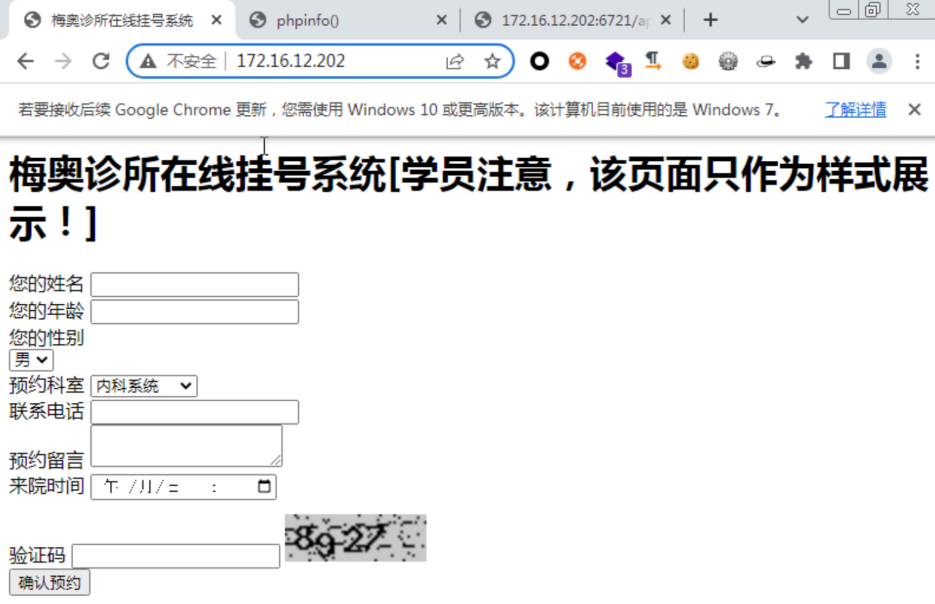 梅奥诊所在线挂号系统
phpinfo()
172.16.12.202:6721/a
不安全
172.16.12.202
3
若要接收后续 Google Chrome 更新，您需使用 Windows 10 或更高版本。该计算机目前使用的是 Windows 7。
了解详情
梅奥诊所在线挂号系统[学员注意，该页面只作为样式展
示！]
您的姓名
您的年龄
您的性别
男
预约科室 内科系统
联系电话
预约留言
来院时间
验证码 8927
确认预约